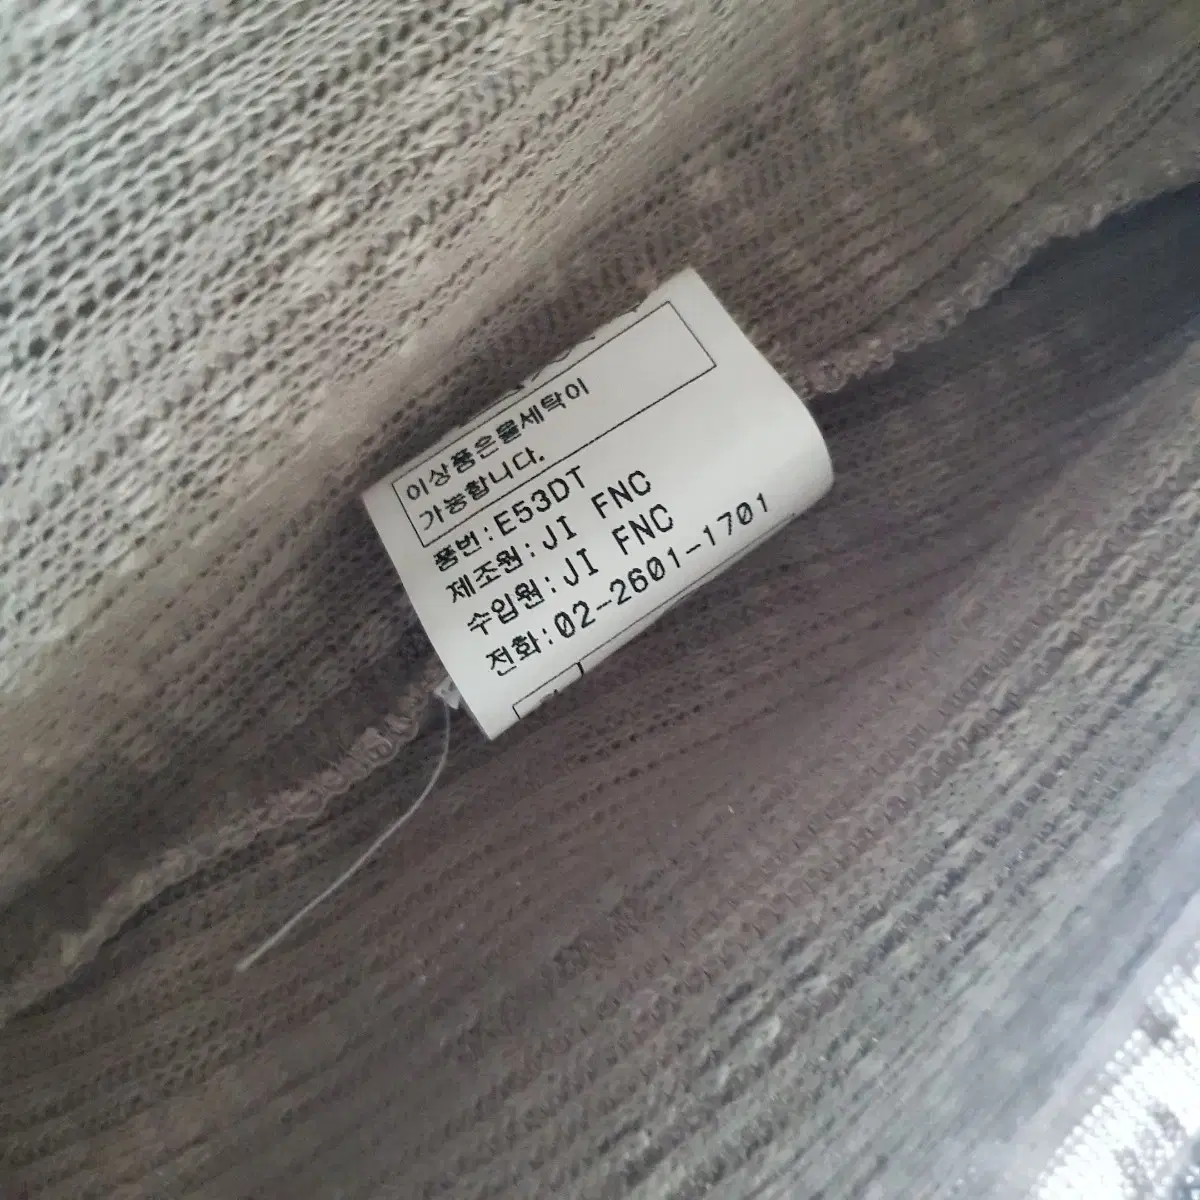 이상품은물세탁이
가능합니다.
품번:E53DT
제조원:JI FNC
수입원:JI FNC
전화:02-2601-1701